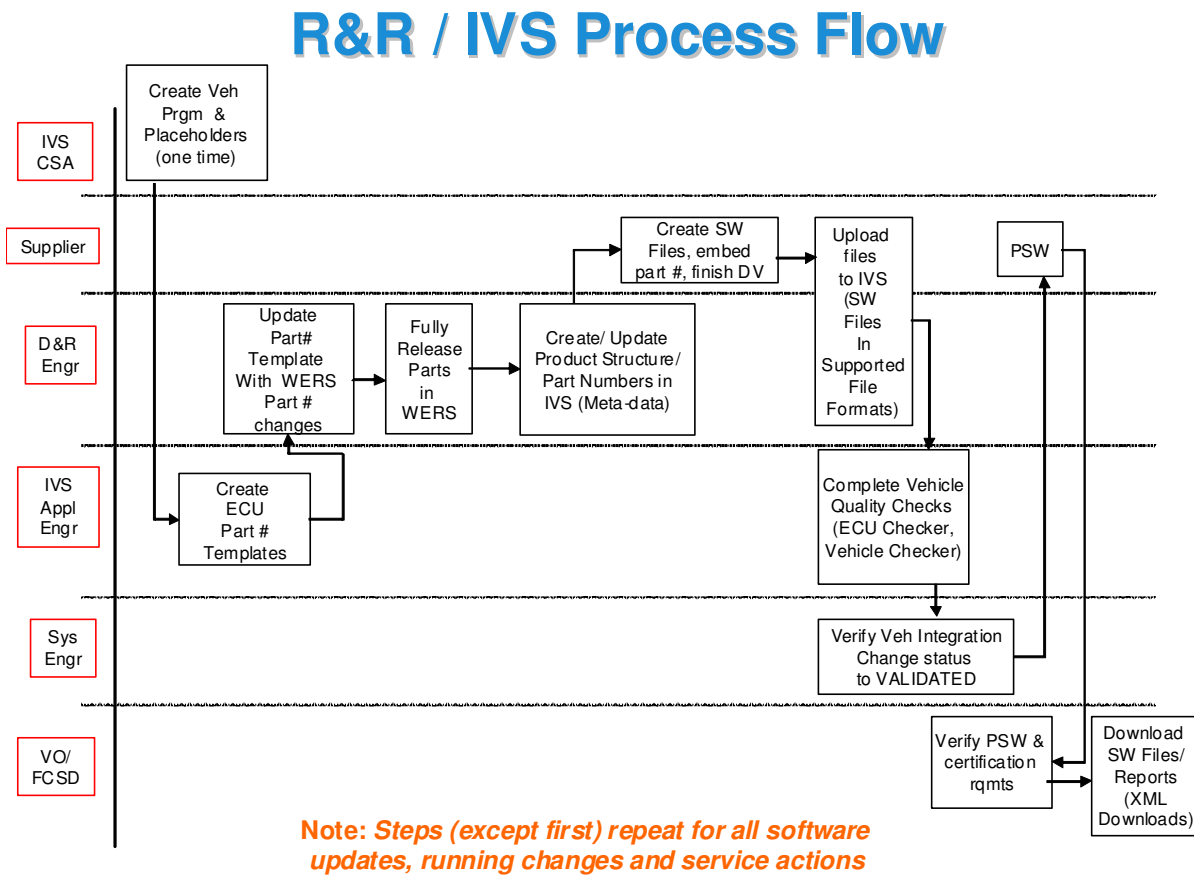 R&R / IVS Process Flow
IVS
CSA
Create Veh
Prgm &
Placeholders
(one time)
Supplier
Create SW
Files, embed
part #, finish DV
Upload
files
to IVS
(SW
Files
In
Supported
File
Formats)
PSW
D&R
Engr
Update
Part#
Template
With WERS
Part #
changes
Fully
Release
Parts
in
WERS
Create/ Update
Product Structure/
Part Numbers in
IVS (Meta-data)
IVS
Appl
Engr
Create
ECU
Part #
Templates
Complete Vehicle
Quality Checks
(ECU Checker,
Vehicle Checker)
Sys
Engr
Verify Veh Integration
Change status
to VALIDATED
VO/
FCSD
Verify PSW &
certification
rqmts
Download
SW Files/
Reports
(XML
Downloads)
Note: Steps (except first) repeat for all software
updates, running changes and service actions